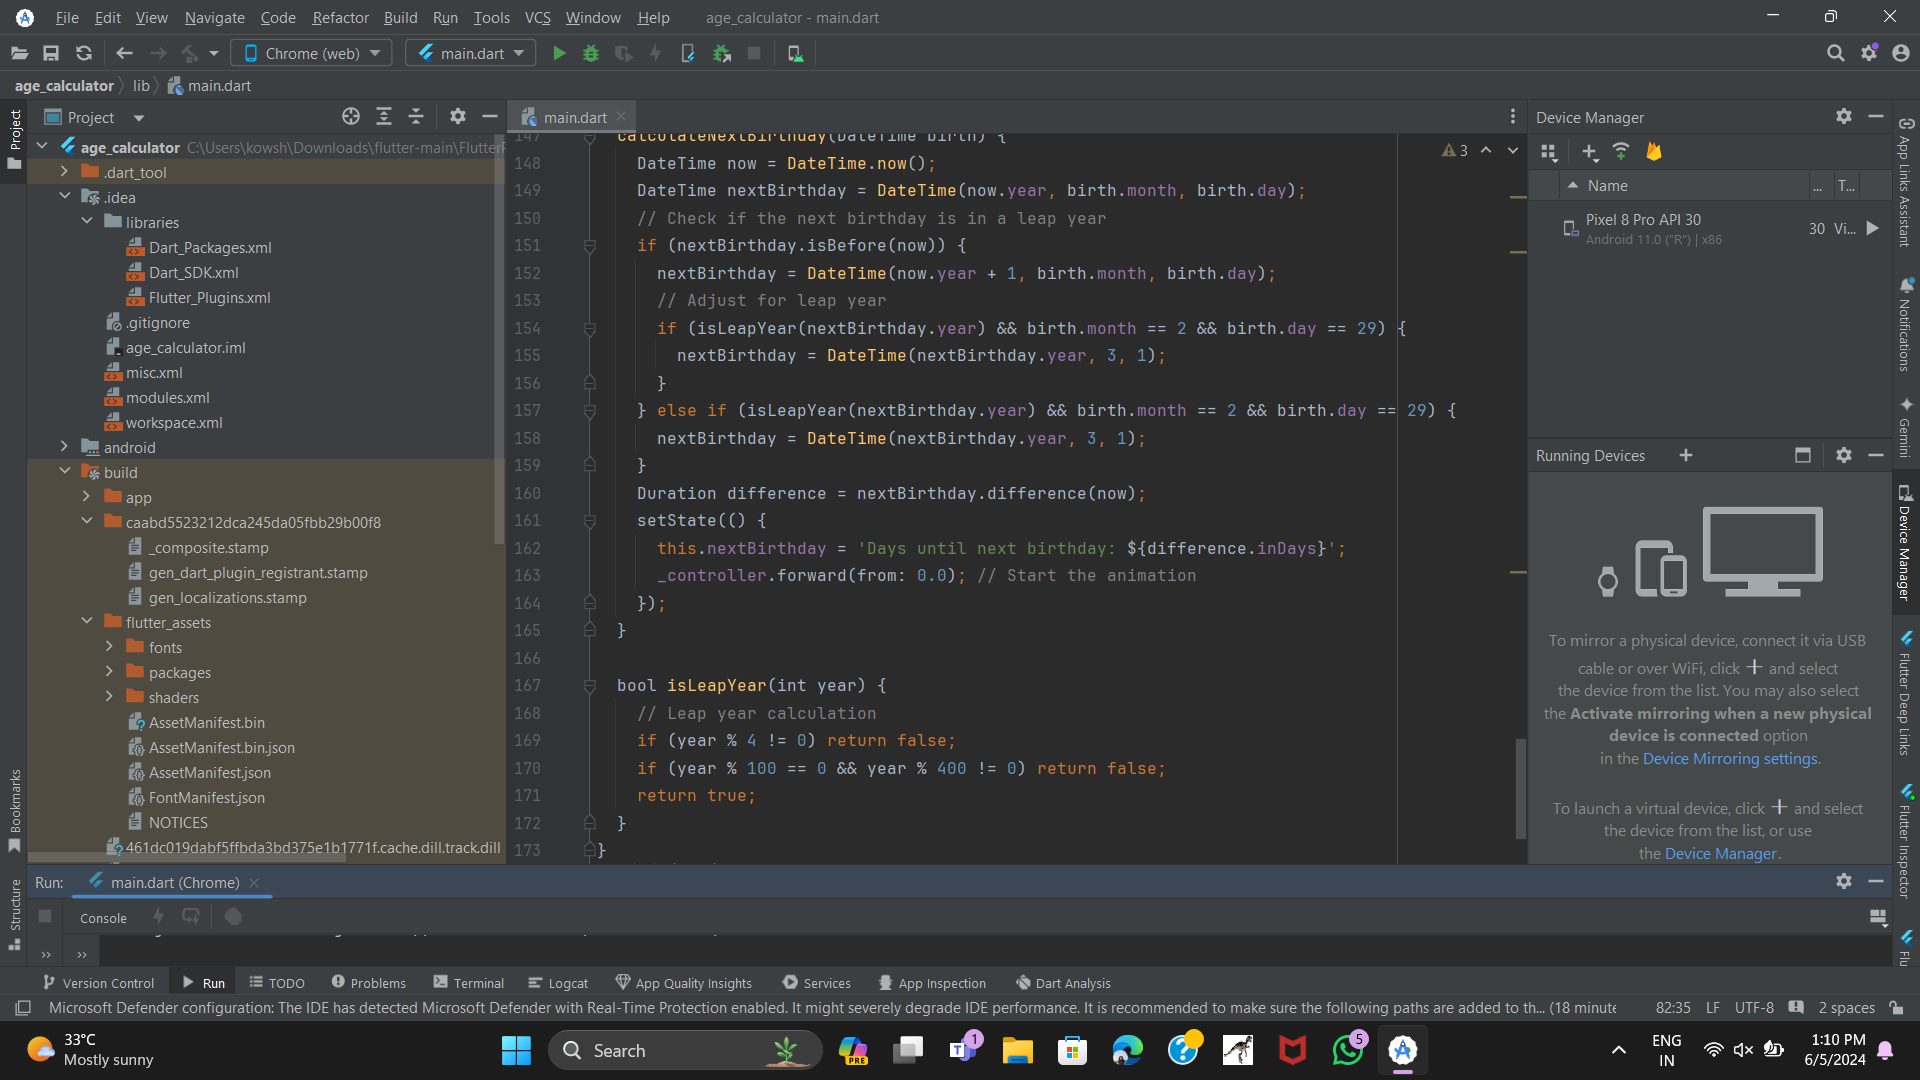 File Edit View Navigate Code Refactor Build Run Tools VCS Window Help age_calculator - main.dart
Chrome (web) main.dart
age_calculator lib main.dart
Project
Project
age_calculator C:\Users\kowsh\Downloads\flutter-main\Flutter
.dart_tool
.idea
libraries
Dart_Packages.xml
Dart_SDK.xml
Flutter_Plugins.xml
.gitignore
age_calculator.iml
misc.xml
modules.xml
workspace.xml
android
build
app
caabd5523212dca245da05fbb29b00f8
_composite.stamp
gen_dart_plugin_registrant.stamp
gen_localizations.stamp
flutter_assets
fonts
packages
shaders
AssetManifest.bin
AssetManifest.bin.json
AssetManifest.json
FontManifest.json
NOTICES
461dc019dabf5ffbda3bd375e1b1771f.cache.dill.track.dill
Bookmarks
Structure
main.dart
3
147 calculateNextBirthday(DateTime birth) {
148 DateTime now = DateTime.now();
149 DateTime nextBirthday = DateTime(now.year, birth.month, birth.day);
150 // Check if the next birthday is in a leap year
151 if (nextBirthday.isBefore(now)) {
152 nextBirthday = DateTime(now.year + 1, birth.month, birth.day);
153 // Adjust for leap year
154 if (isLeapYear(nextBirthday.year) && birth.month == 2 && birth.day == 29) {
155 nextBirthday = DateTime(nextBirthday.year, 3, 1);
156 }
157 } else if (isLeapYear(nextBirthday.year) && birth.month == 2 && birth.day == 29) {
158 nextBirthday = DateTime(nextBirthday.year, 3, 1);
159 }
160 Duration difference = nextBirthday.difference(now);
161 setState(() {
162 this.nextBirthday = 'Days until next birthday: ${difference.inDays}';
163 _controller.forward(from: 0.0); // Start the animation
164 });
165 }
166
167 bool isLeapYear(int year) {
168 // Leap year calculation
169 if (year % 4 != 0) return false;
170 if (year % 100 == 0 && year % 400 != 0) return false;
171 return true;
172 }
173 }
Device Manager
Name ... T...
Pixel 8 Pro API 30
Android 11.0 ("R") | x86
30 Vi...
Running Devices
To mirror a physical device, connect it via USB
cable or over WiFi, click + and select
the device from the list. You may also select
the Activate mirroring when a new physical
device is connected option
in the Device Mirroring settings.
To launch a virtual device, click + and select
the device from the list, or use
the Device Manager.
App Links Assistant
Notifications
Gemini
Device Manager
Flutter Deep Links
Flutter Inspector
Flu
Run: main.dart (Chrome)
Console
Version Control Run TODO Problems Terminal Logcat App Quality Insights Services App Inspection Dart Analysis
Microsoft Defender configuration: The IDE has detected Microsoft Defender with Real-Time Protection enabled. It might severely degrade IDE performance. It is recommended to make sure the following paths are added to th... (18 minute 82:35 LF UTF-8 2 spaces
33°C
Mostly sunny
Search
PRE
1
5
ENG
IN
1:10 PM
6/5/2024